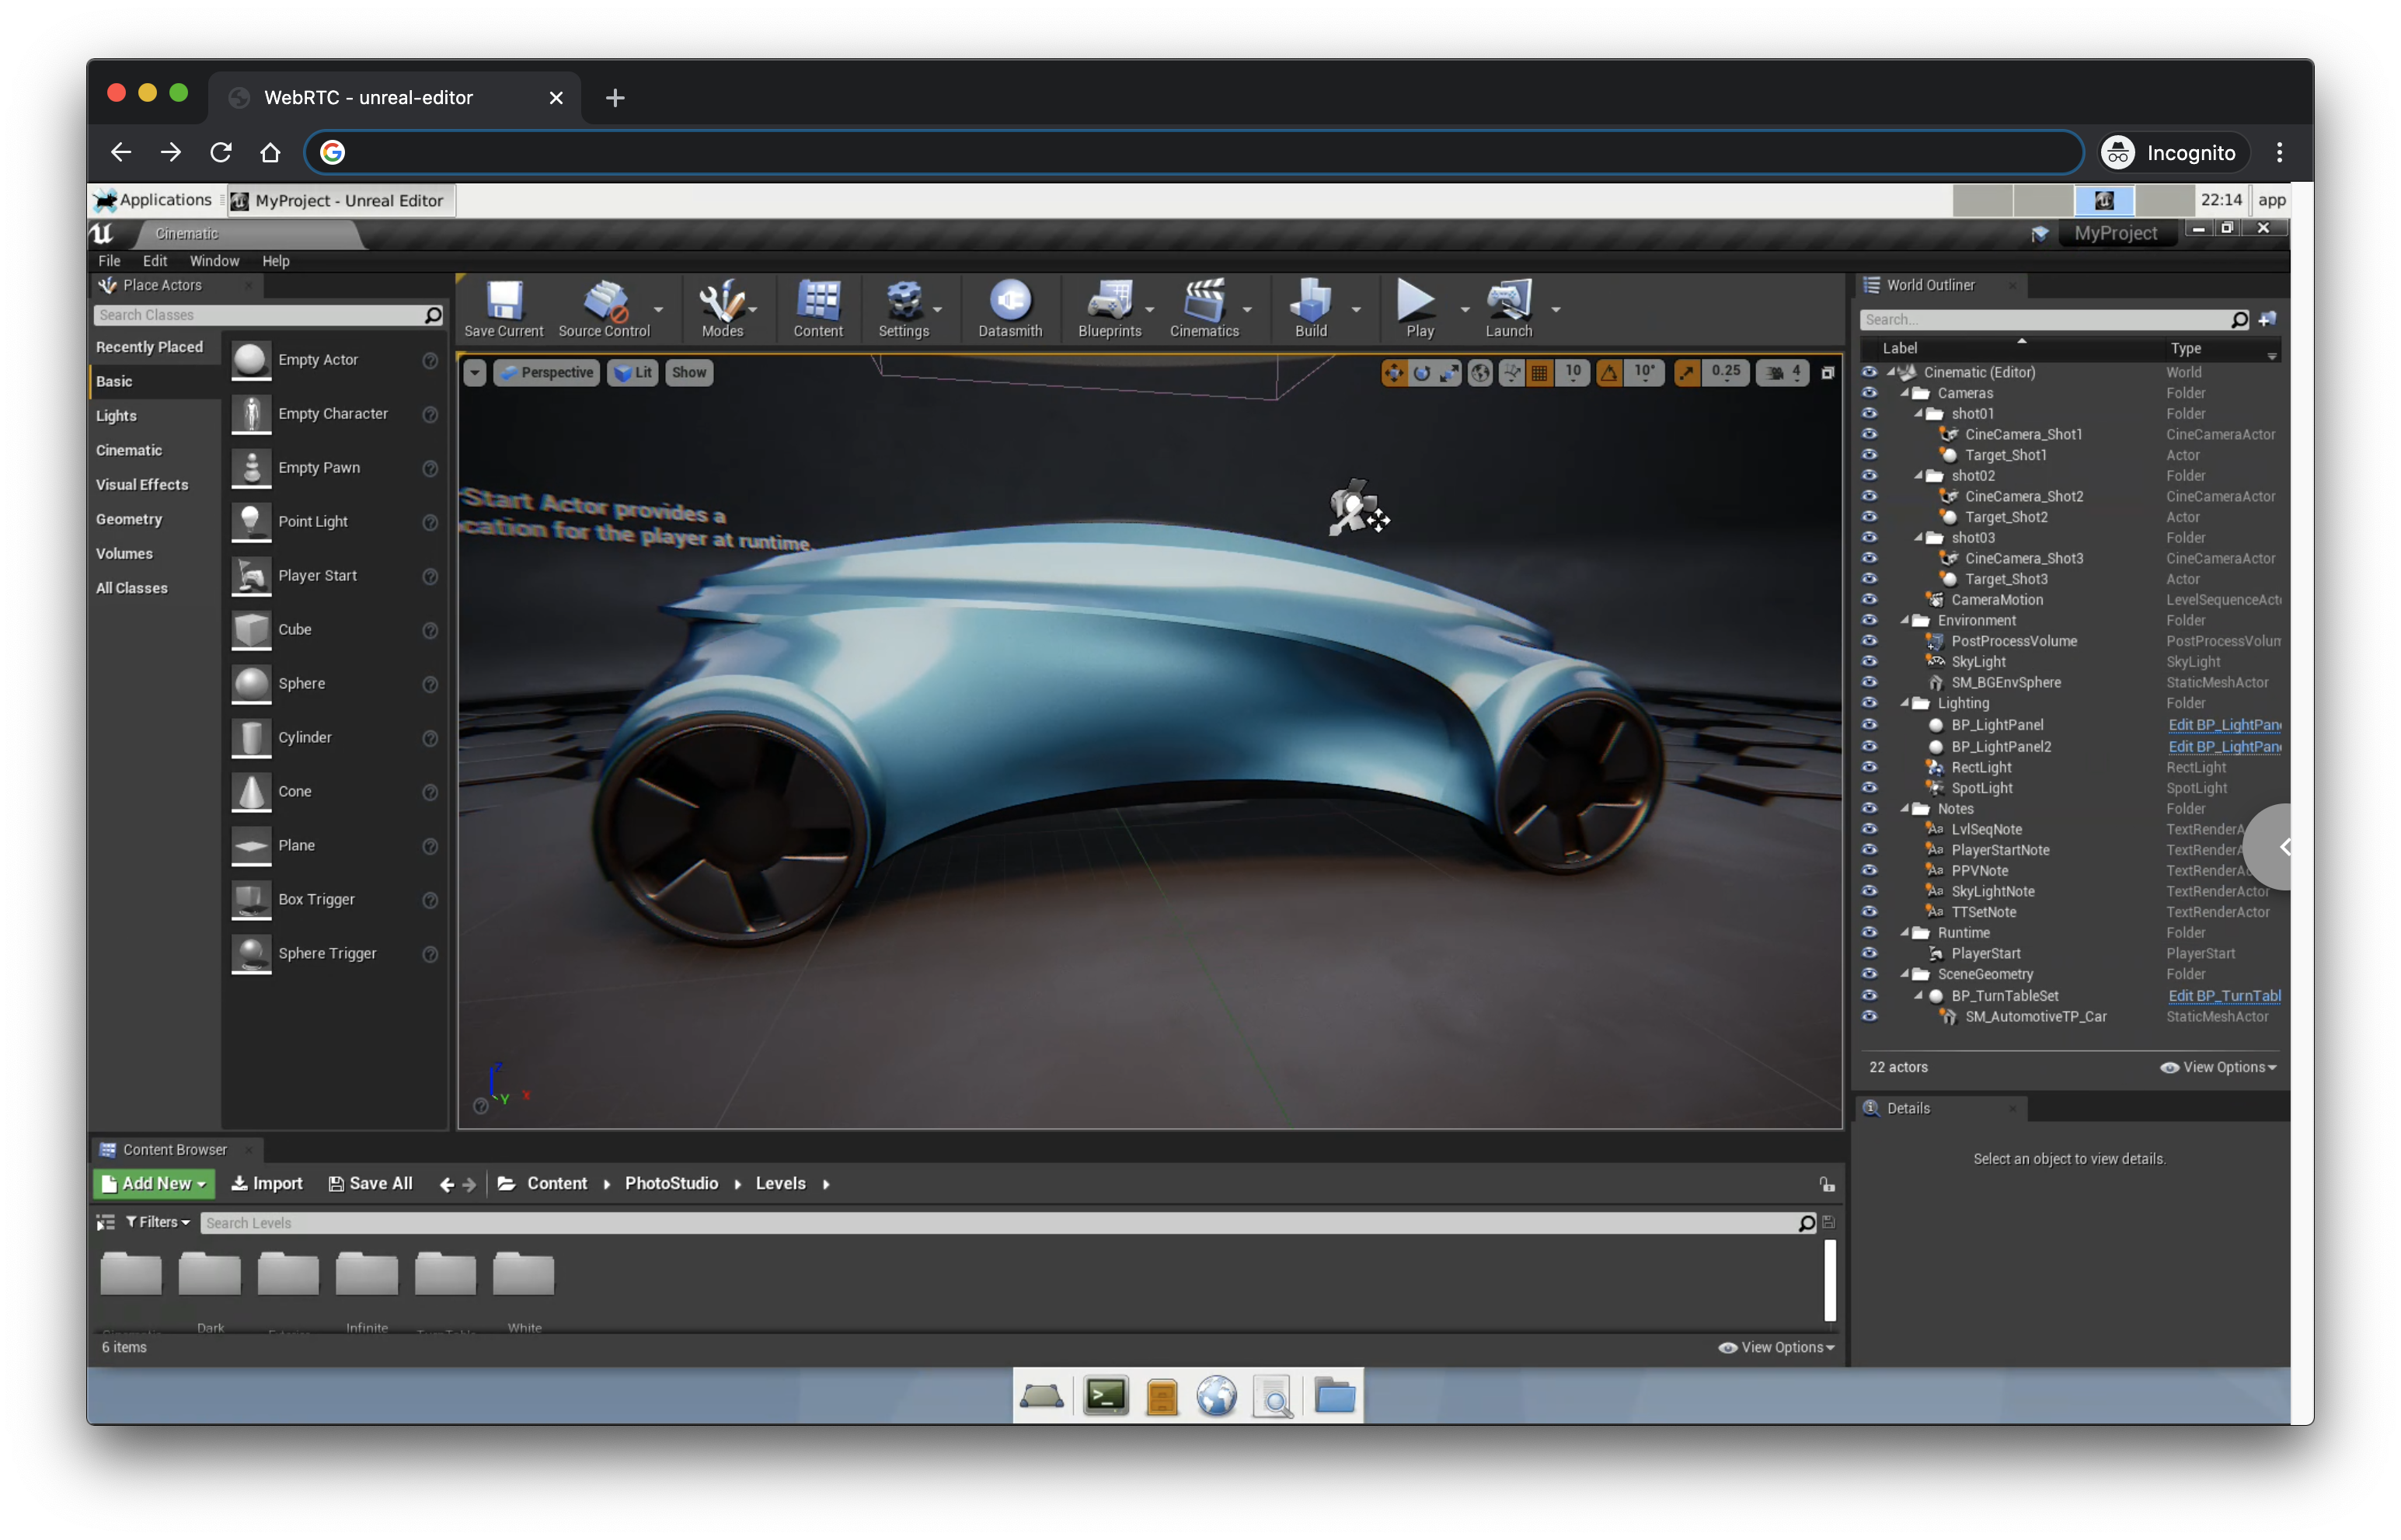 WebRTC - unreal-editor
Incognito
Applications
MyProject - Unreal Editor
22:14
app
Cinematic
MyProject
File Edit Window Help
Place Actors
Search Classes
Recently Placed
Basic
Lights
Cinematic
Visual Effects
Geometry
Volumes
All Classes
Empty Actor
Empty Character
Empty Pawn
Point Light
Player Start
Cube
Sphere
Cylinder
Cone
Plane
Box Trigger
Sphere Trigger
Save Current
Source Control
Modes
Content
Settings
Datasmith
Blueprints
Cinematics
Build
Play
Launch
Perspective
Lit
Show
10
10°
0.25
4
Start Actor provides a
cation for the player at runtime.
Z
Y
X
World Outliner
Search...
Label Type
Cinematic (Editor) World
Cameras Folder
shot01 Folder
CineCamera_Shot1 CineCameraActor
Target_Shot1 Actor
shot02 Folder
CineCamera_Shot2 CineCameraActor
Target_Shot2 Actor
shot03 Folder
CineCamera_Shot3 CineCameraActor
Target_Shot3 Actor
CameraMotion LevelSequenceAct
Environment Folder
PostProcessVolume PostProcessVolum
SkyLight SkyLight
SM_BGEnvSphere StaticMeshActor
Lighting Folder
BP_LightPanel Edit BP_LightPan
BP_LightPanel2 Edit BP_LightPan
RectLight RectLight
SpotLight SpotLight
Notes Folder
LvlSeqNote TextRenderA
PlayerStartNote TextRenderA
PPVNote TextRenderAc
SkyLightNote TextRenderActor
TTSetNote TextRenderActor
Runtime Folder
PlayerStart PlayerStart
SceneGeometry Folder
BP_TurnTableSet Edit BP_TurnTabl
SM_AutomotiveTP_Car StaticMeshActor
22 actors
View Options
Details
Select an object to view details.
Content Browser
Add New
Import
Save All
Content
PhotoStudio
Levels
Filters
Search Levels
Dark
Infinite
White
6 items
View Options